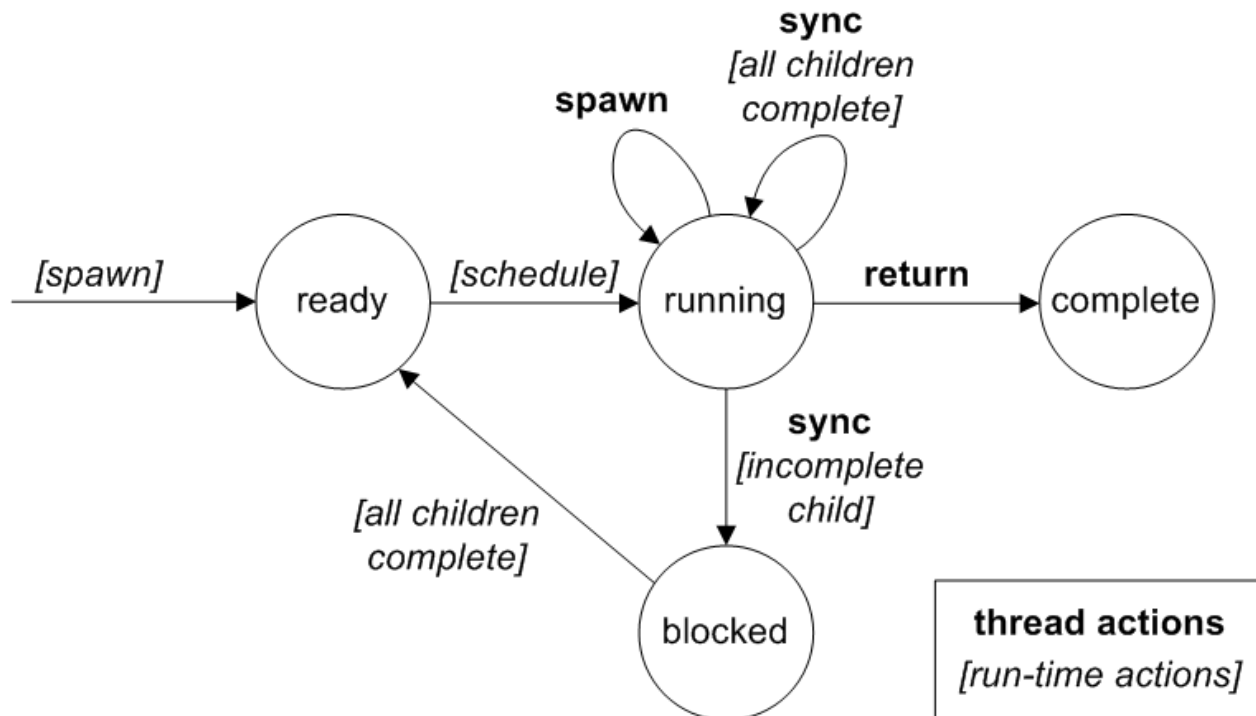 sync
[all children
complete]
spawn
[spawn]
ready
[schedule]
running
return
complete
sync
[incomplete
child]
[all children
complete]
blocked
thread actions
[run-time actions]